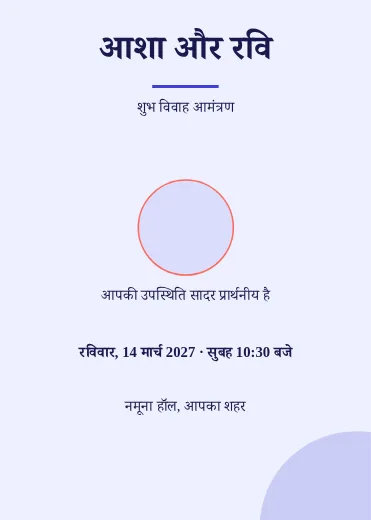 आशा और रवि
शुभ विवाह आमंत्रण
आपकी उपस्थिति सादर प्रार्थनीय है
रविवार, 14 मार्च 2027 · सुबह 10:30 बजे
नमूना हॉल, आपका शहर